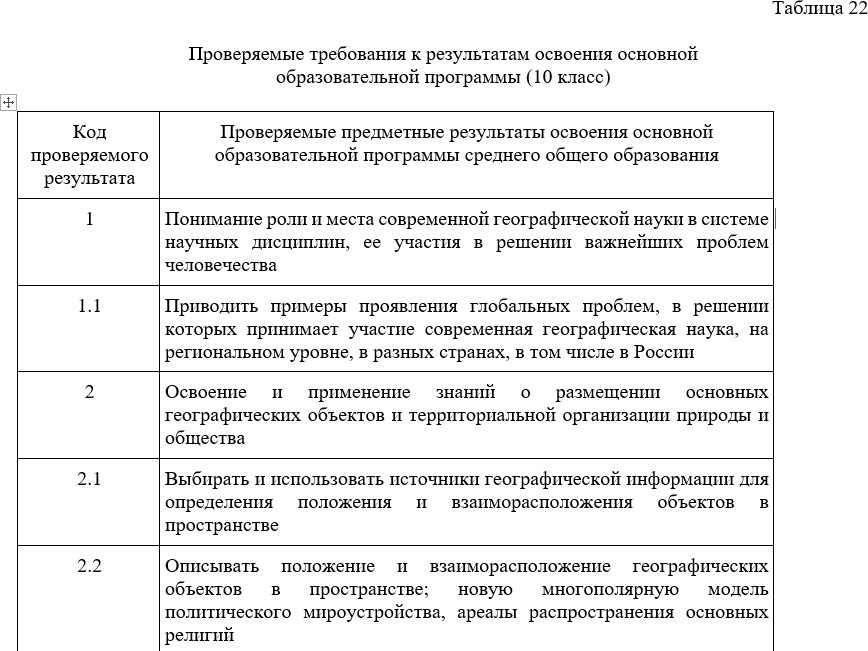 Таблица 22
Проверяемые требования к результатам освоения основной
образовательной программы (10 класс)
Код
проверяемого
результата
Проверяемые предметные результаты освоения основной
образовательной программы среднего общего образования
1
Понимание роли и места современной географической науки в системе
научных дисциплин, ее участия в решении важнейших проблем
человечества
1.1
Приводить примеры проявления глобальных проблем, в решении
которых принимает участие современная географическая наука, на
региональном уровне, в разных странах, в том числе в России
2
Освоение и применение знаний о размещении основных
географических объектов и территориальной организации природы и
общества
2.1
Выбирать и использовать источники географической информации для
определения положения и взаиморасположения объектов в
пространстве
2.2
Описывать положение и взаиморасположение географических
объектов в пространстве; новую многополярную модель
политического мироустройства, ареалы распространения основных
религий